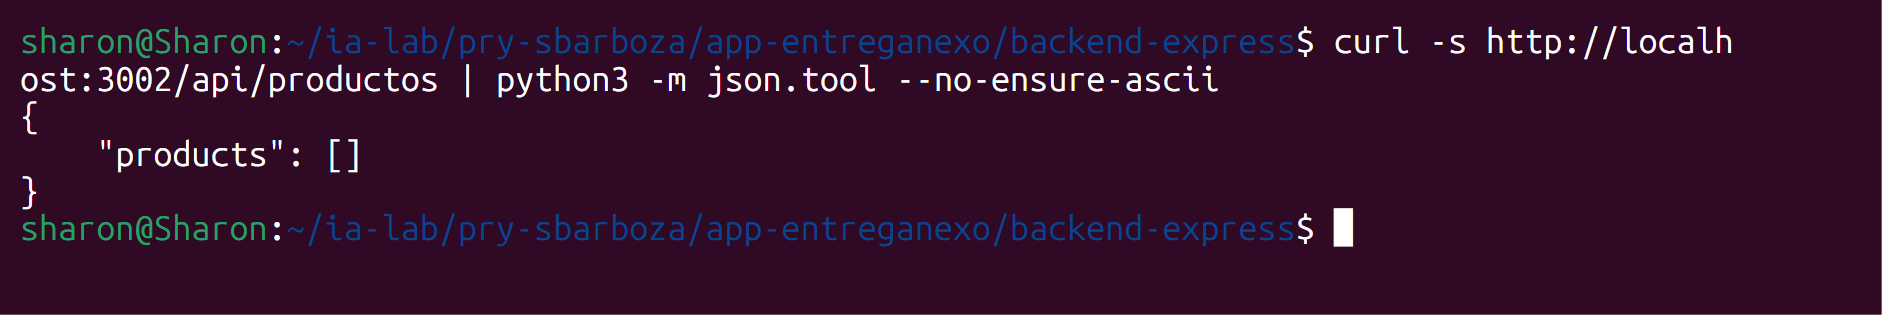 sharon@Sharon:~/ia-lab/pry-sbarboza/app-entreganexo/backend-express$ curl -s http://localh
ost:3002/api/productos | python3 -m json.tool --no-ensure-ascii
{
    "products": []
}
sharon@Sharon:~/ia-lab/pry-sbarboza/app-entreganexo/backend-express$